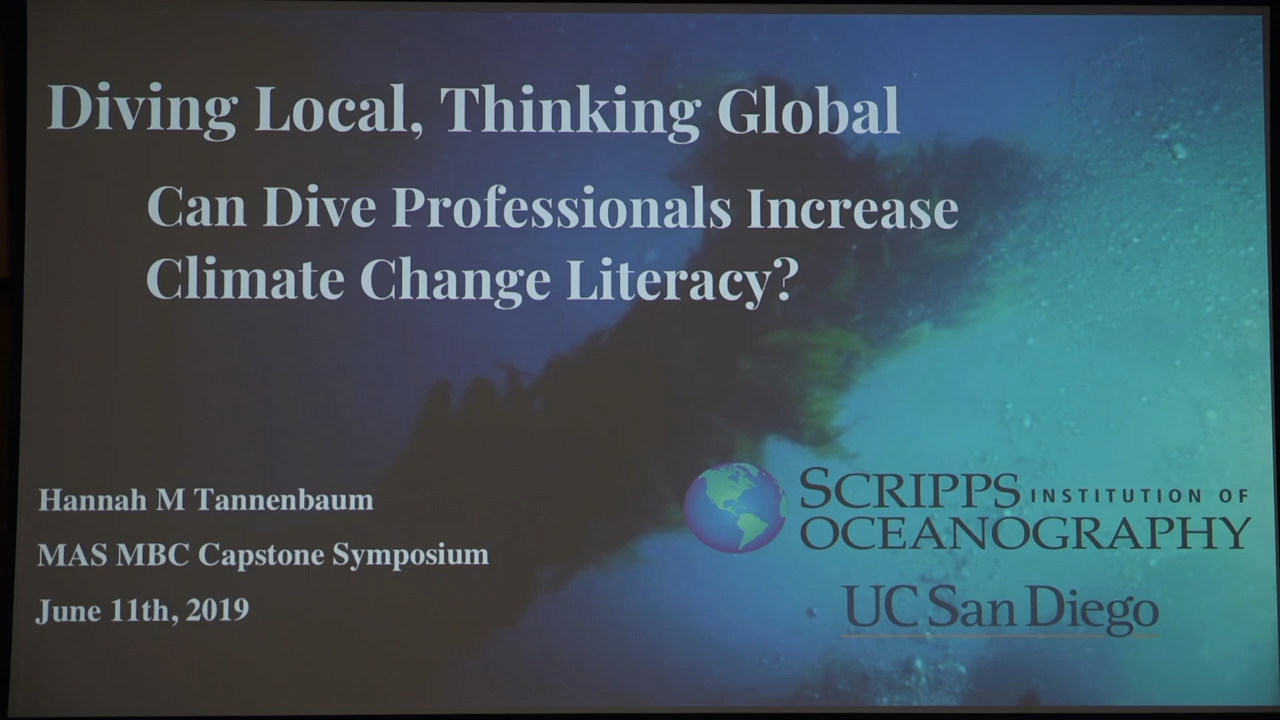 Diving Local, Thinking Global
Can Dive Professionals Increase
Climate Change Literacy?
Hannah M Tannenbaum
MAS MBC Capstone Symposium
June 11th, 2019
SCRIPPS INSTITUTION OF
OCEANOGRAPHY
UC San Diego